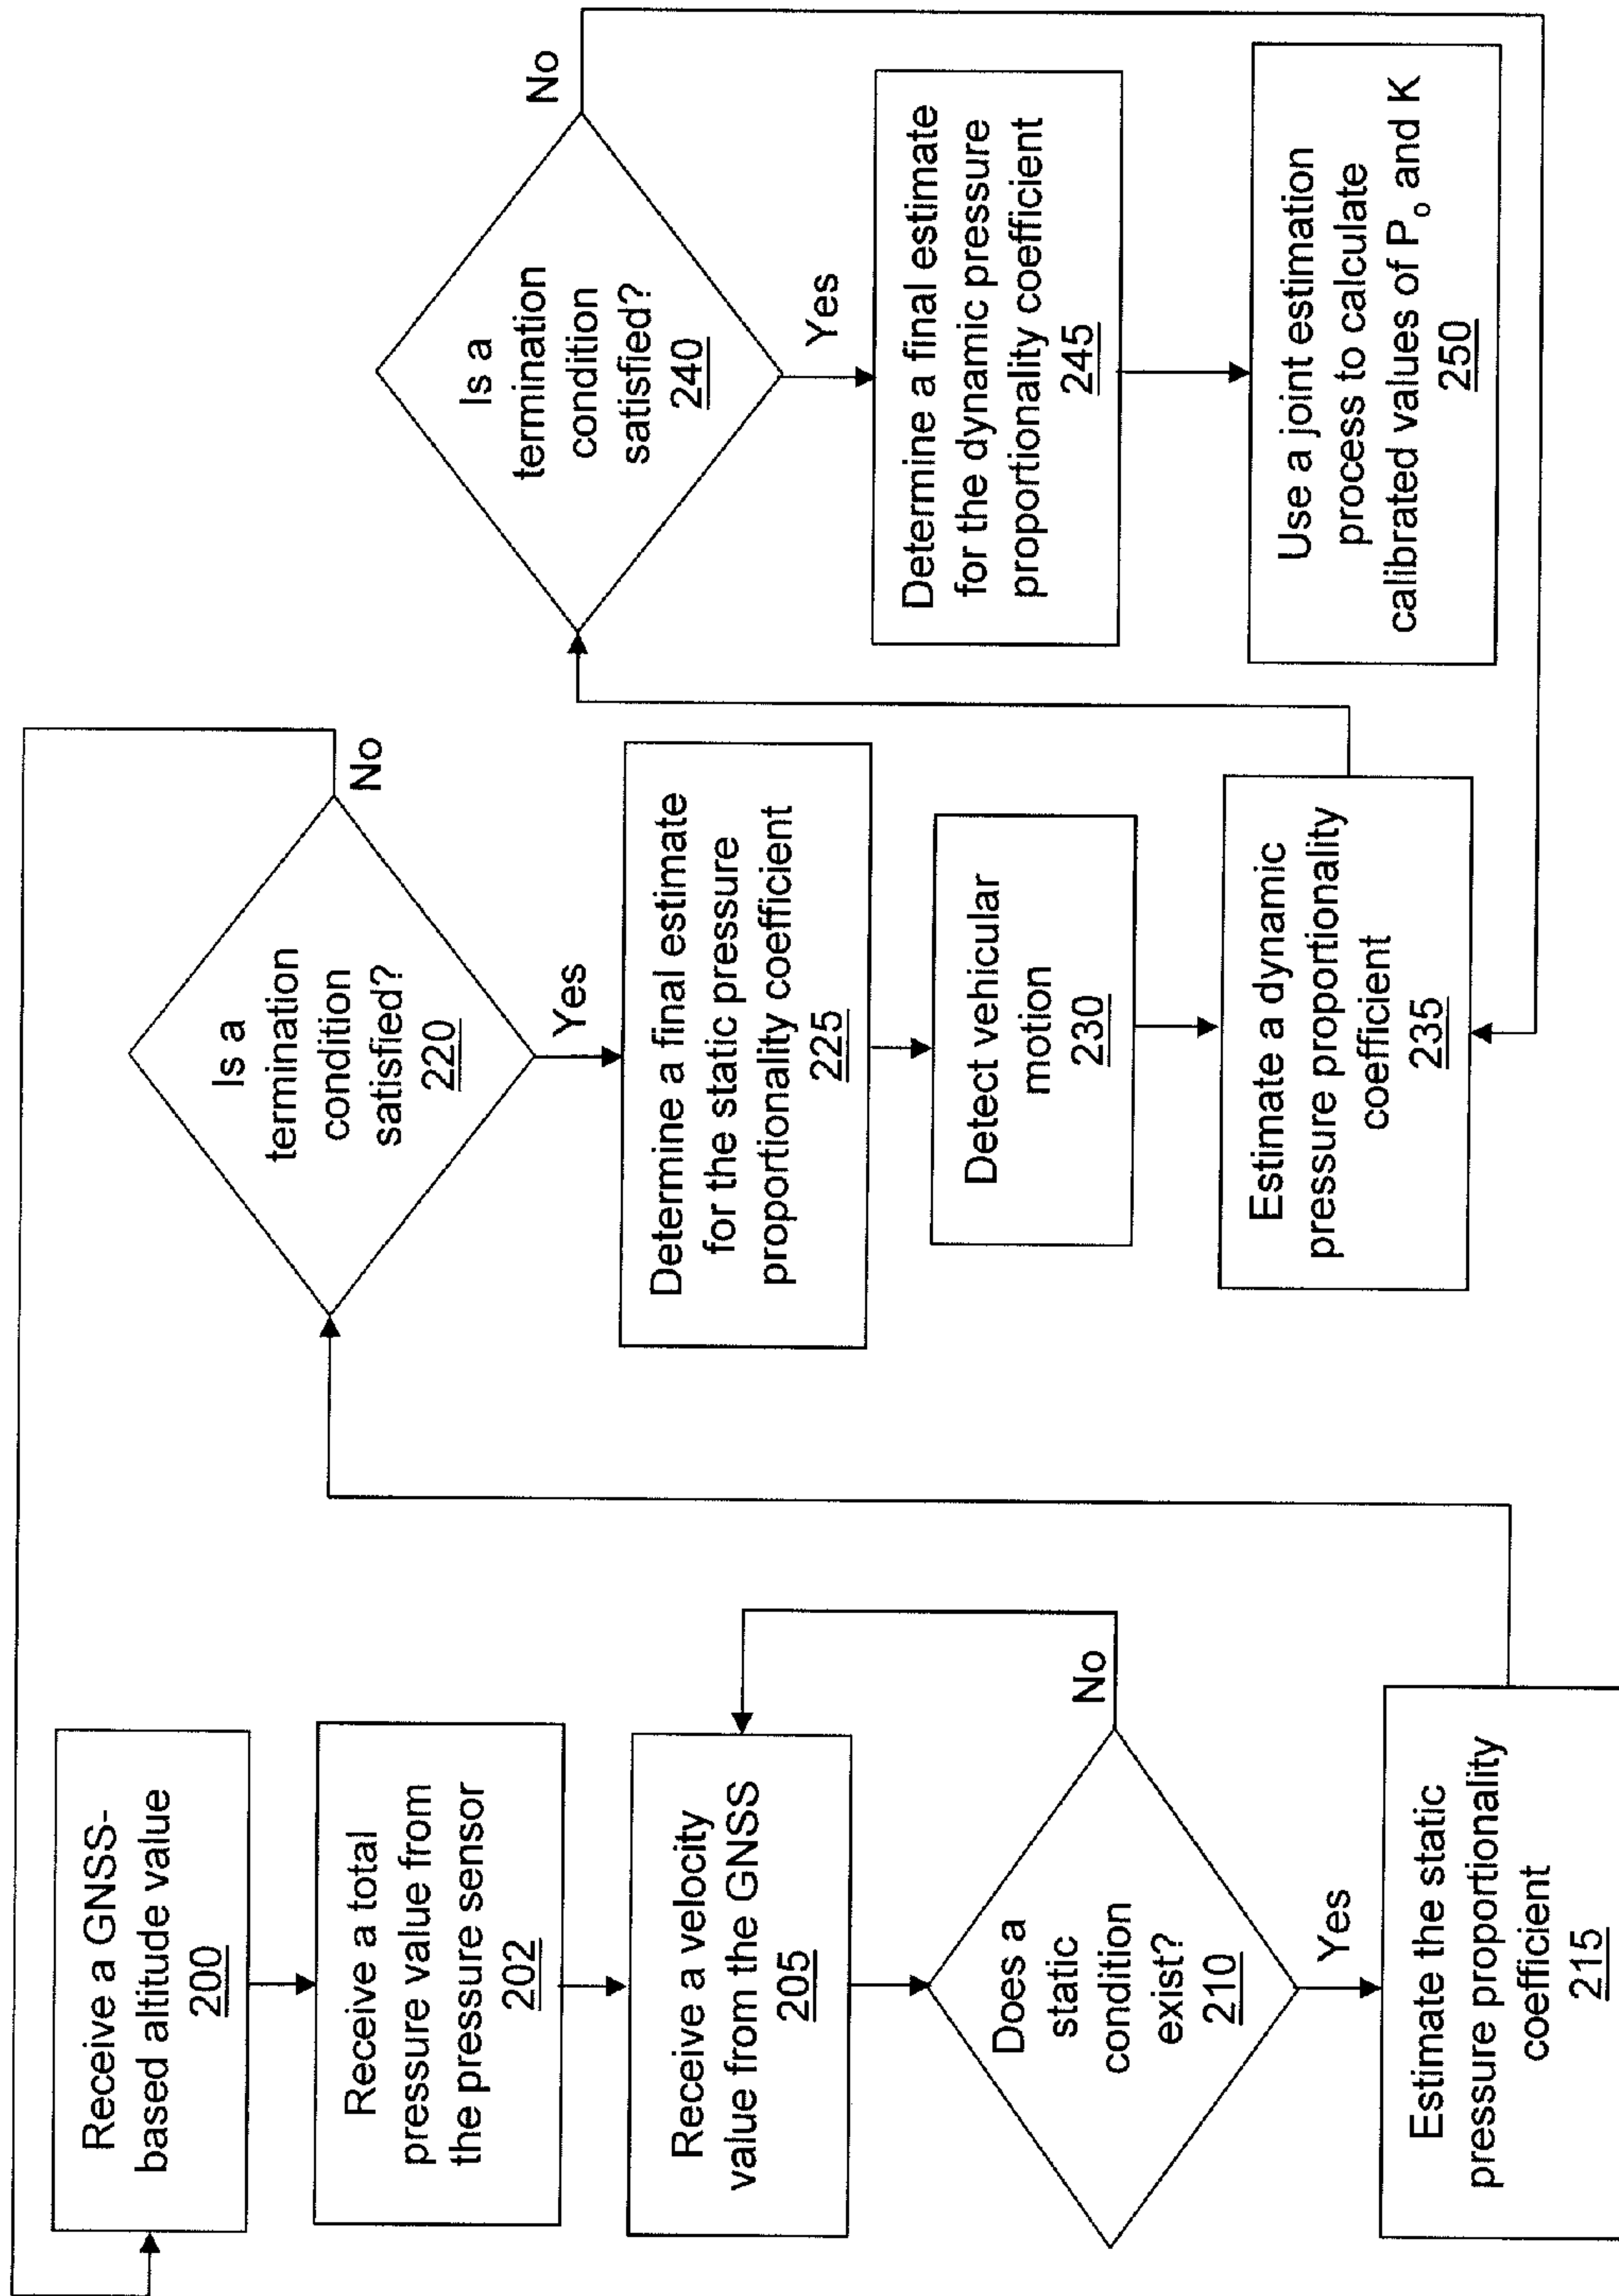 Receive a GNSS-
based altitude value
200
Receive a total
pressure value from
the pressure sensor
202
Receive a velocity
value from the GNSS
205
Does a
static
condition
exist?
210
No
Yes
Estimate the static
pressure proportionality
coefficient
215
Is a
termination
condition
satisfied?
220
No
Yes
Determine a final estimate
for the static pressure
proportionality coefficient
225
Detect vehicular
motion
230
Estimate a dynamic
pressure proportionality
coefficient
235
Is a
termination
condition
satisfied?
240
No
Yes
Determine a final estimate
for the dynamic pressure
proportionality coefficient
245
Use a joint estimation
process to calculate
calibrated values of Po and K
250